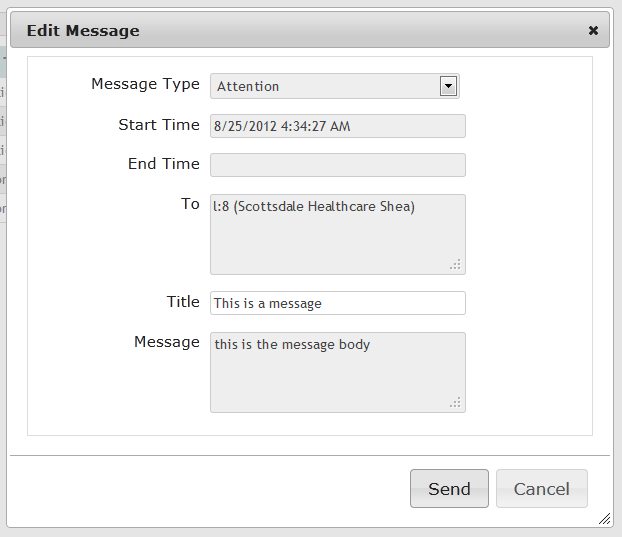 Edit Message
Message Type Attention
Start Time 8/25/2012 4:34:27 AM
End Time
To l:8 (Scottsdale Healthcare Shea)
Title This is a message
Message this is the message body
Send Cancel